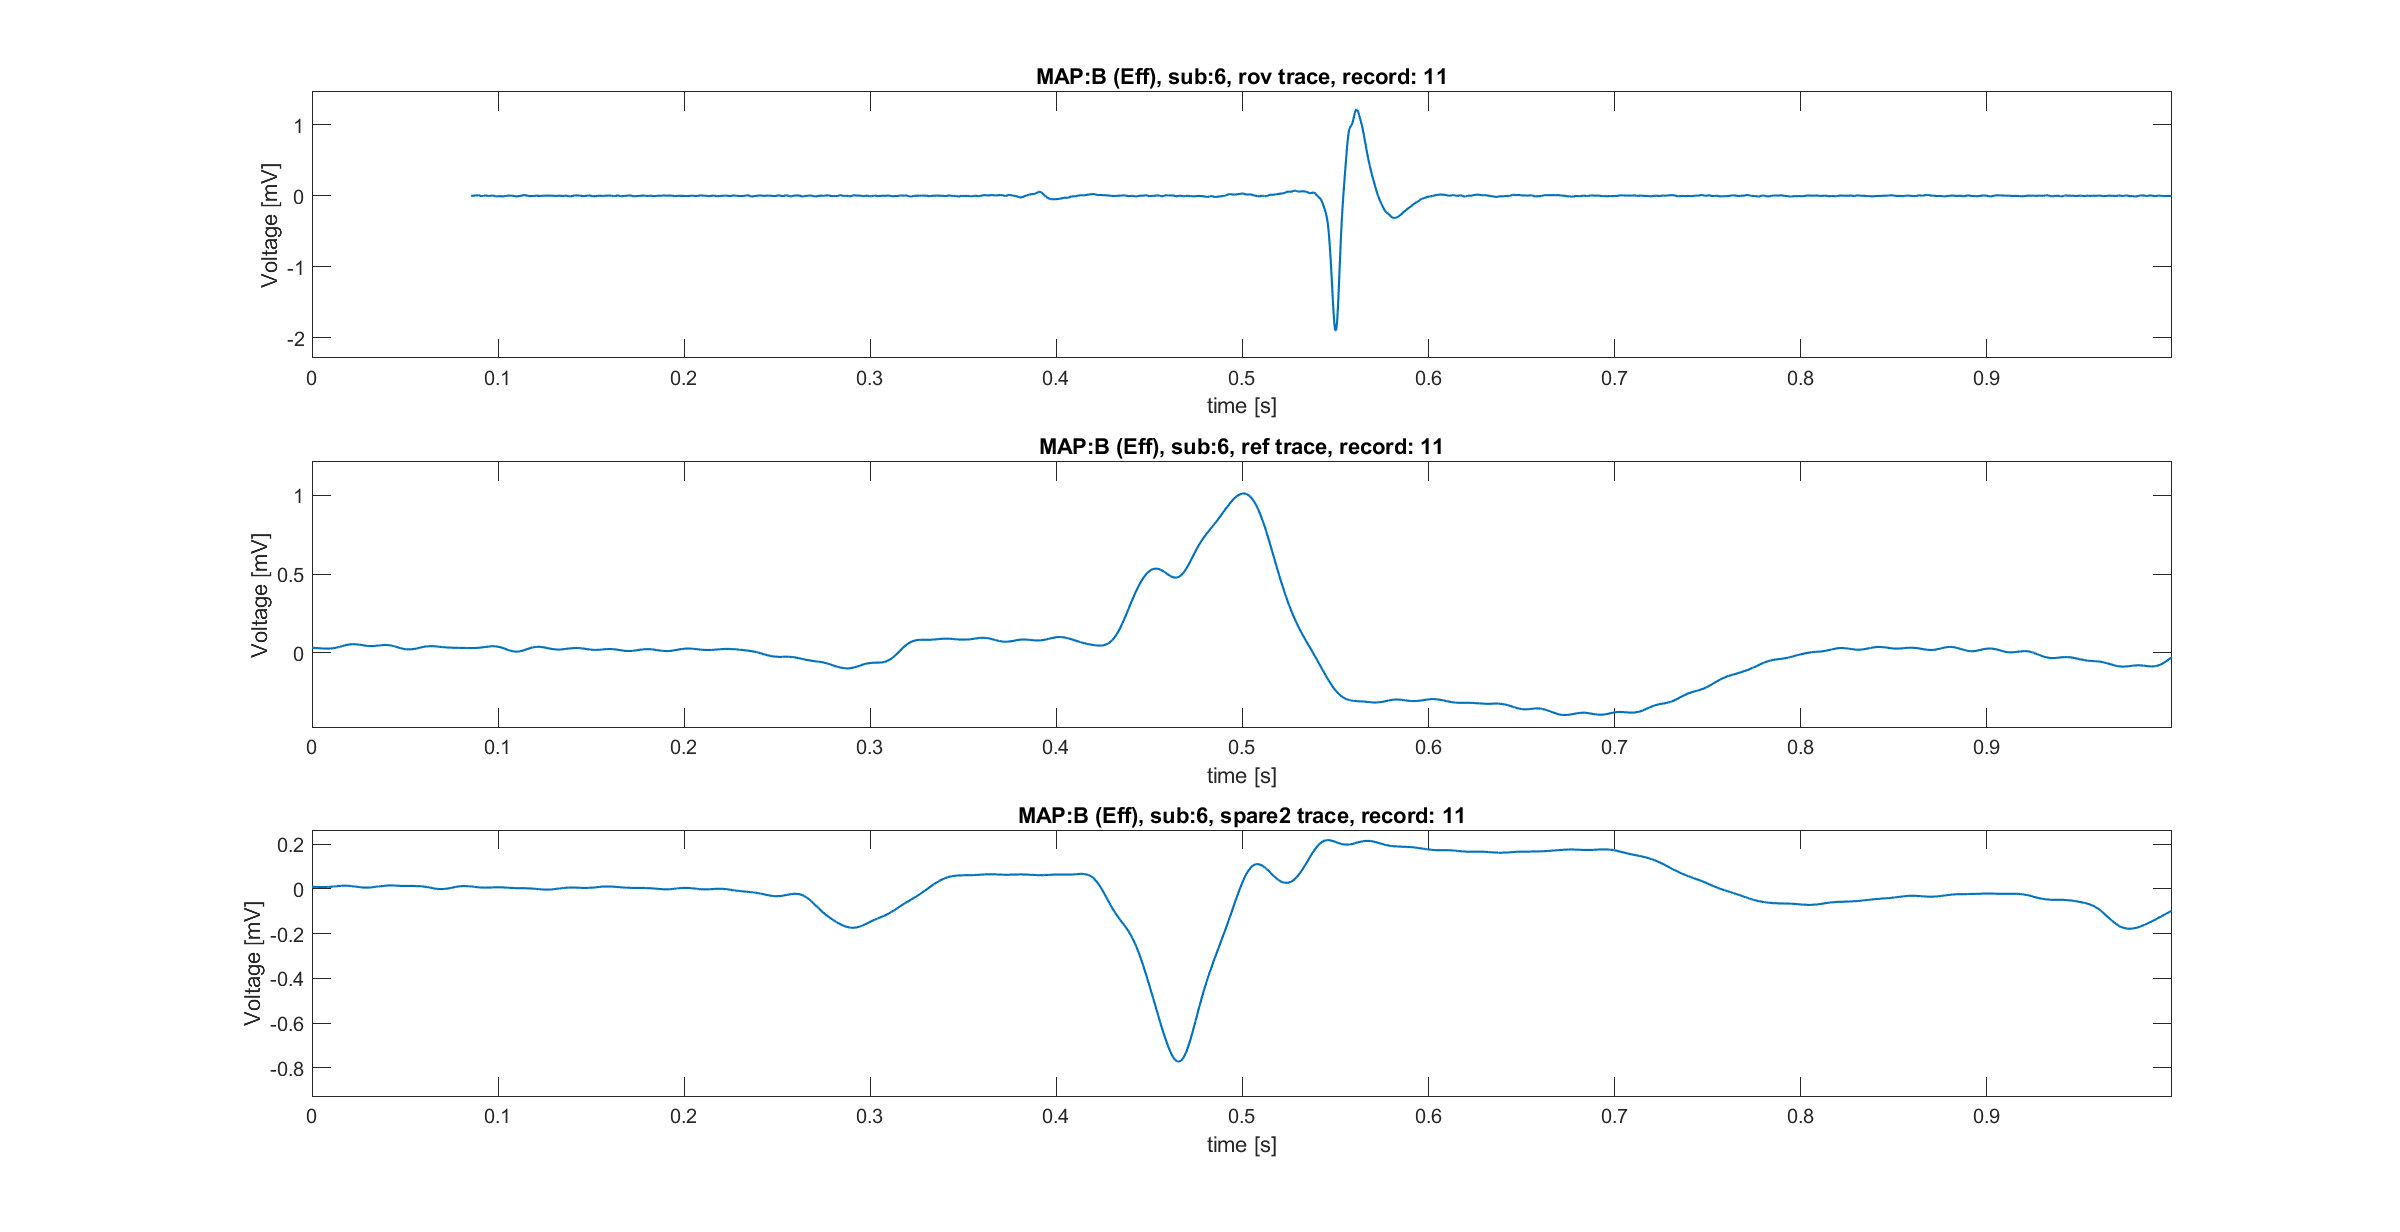 MAP:B (Eff), sub:6, rov trace, record: 11
Voltage [mV]
1
0
-1
-2
0 0.1 0.2 0.3 0.4 0.5 0.6 0.7 0.8 0.9
time [s]
MAP:B (Eff), sub:6, ref trace, record: 11
Voltage [mV]
1
0.5
0
0 0.1 0.2 0.3 0.4 0.5 0.6 0.7 0.8 0.9
time [s]
MAP:B (Eff), sub:6, spare2 trace, record: 11
Voltage [mV]
0.2
0
-0.2
-0.4
-0.6
-0.8
0 0.1 0.2 0.3 0.4 0.5 0.6 0.7 0.8 0.9
time [s]